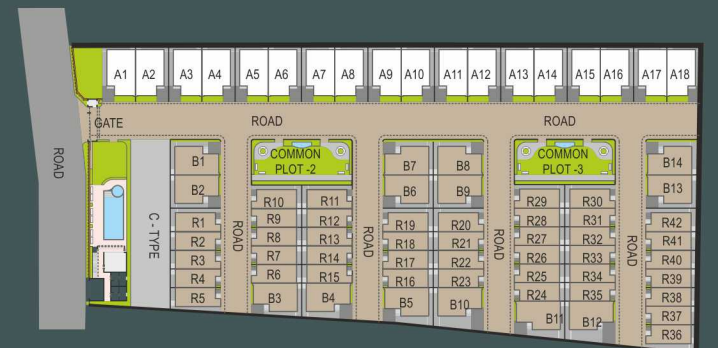 A1 A2 A3 A4 A5 A6 A7 A8 A9 A10 A11 A12 A13 A14 A15 A16 A17 A18
GATE ROAD ROAD
ROAD
C - TYPE
B1
B2
R1
R2
R3
R4
R5
ROAD
COMMON
PLOT -2
R10 R11
R9 R12
R8 R13
R7 R14
R6 R15
B3 B4
ROAD
B7 B8
B6 B9
R19 R20
R18 R21
R17 R22
R16 R23
B5 B10
ROAD
COMMON
PLOT -3
R29 R30
R28 R31
R27 R32
R26 R33
R25 R34
R24 R35
B11 B12
ROAD
B14
B13
R42
R41
R40
R39
R38
R37
R36